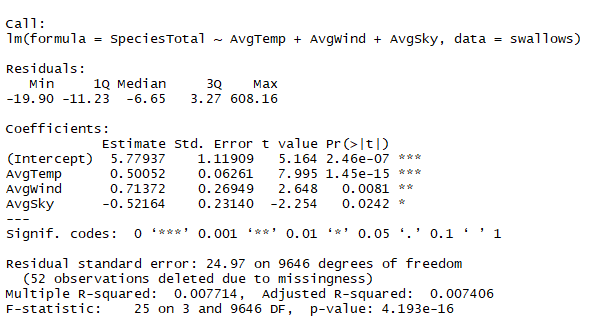 Call:
lm(formula = SpeciesTotal ~ AvgTemp + AvgWind + AvgSky, data = swallows)
Residuals:
Min 1Q Median 3Q Max
-19.90 -11.23 -6.65 3.27 608.16
Coefficients:
Estimate Std. Error t value Pr(>|t|)
(Intercept) 5.77937 1.11909 5.164 2.46e-07 ***
AvgTemp 0.50052 0.06261 7.995 1.45e-15 ***
AvgWind 0.71372 0.26949 2.648 0.0081 **
AvgSky -0.52164 0.23140 -2.254 0.0242 *
---
Signif. codes: 0 ‘***’ 0.001 ‘**’ 0.01 ‘*’ 0.05 ‘.’ 0.1 ‘ ’ 1
Residual standard error: 24.97 on 9646 degrees of freedom
(52 observations deleted due to missingness)
Multiple R-squared: 0.007714, Adjusted R-squared: 0.007406
F-statistic: 25 on 3 and 9646 DF, p-value: 4.193e-16